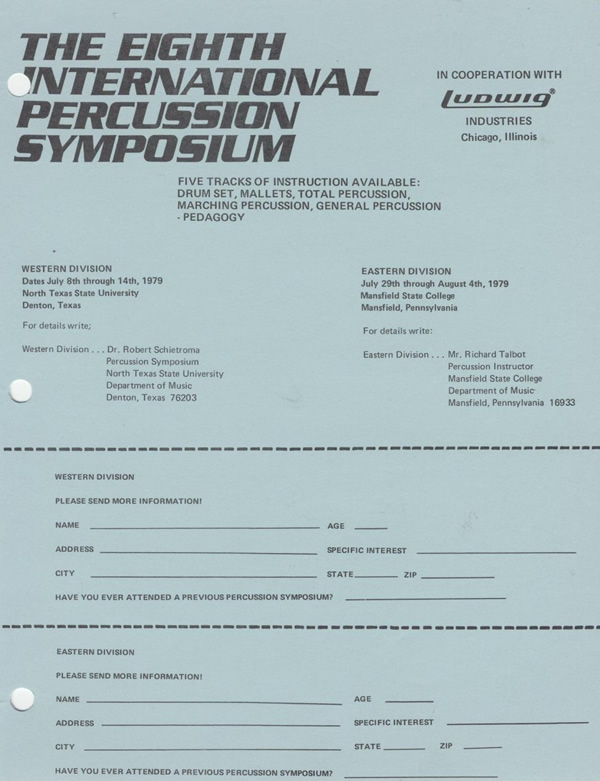 THE EIGHTH
INTERNATIONAL
PERCUSSION
SYMPOSIUM
IN COOPERATION WITH
LUDWIG®
INDUSTRIES
Chicago, Illinois
FIVE TRACKS OF INSTRUCTION AVAILABLE:
DRUM SET, MALLETS, TOTAL PERCUSSION,
MARCHING PERCUSSION, GENERAL PERCUSSION
- PEDAGOGY
WESTERN DIVISION
Dates July 8th through 14th, 1979
North Texas State University
Denton, Texas
For details write;
Western Division . . . Dr. Robert Schietroma
Percussion Symposium
North Texas State University
Department of Music
Denton, Texas 76203
EASTERN DIVISION
July 29th through August 4th, 1979
Mansfield State College
Mansfield, Pennsylvania
For details write:
Eastern Division . . . Mr. Richard Talbot
Percussion Instructor
Mansfield State College
Department of Music
Mansfield, Pennsylvania 16933
WESTERN DIVISION
PLEASE SEND MORE INFORMATION!
NAME AGE
ADDRESS SPECIFIC INTEREST
CITY STATE ZIP
HAVE YOU EVER ATTENDED A PREVIOUS PERCUSSION SYMPOSIUM?
EASTERN DIVISION
PLEASE SEND MORE INFORMATION!
NAME AGE
ADDRESS SPECIFIC INTEREST
CITY STATE ZIP
HAVE YOU EVER ATTENDED A PREVIOUS PERCUSSION SYMPOSIUM?